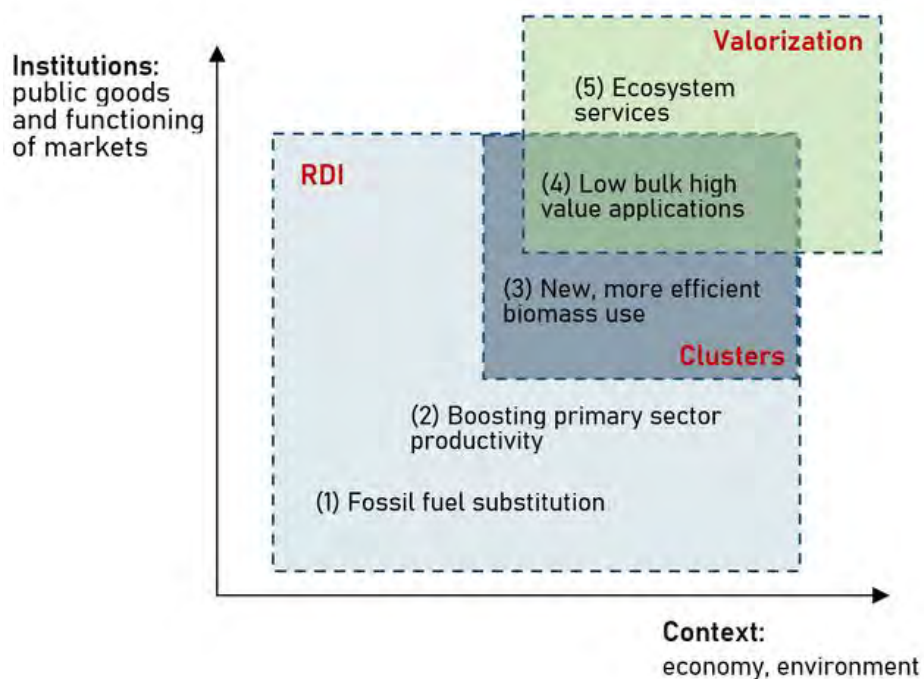 Institutions:
public goods
and functioning
of markets
Valorization
(5) Ecosystem
services
RDI
(4) Low bulk high
value applications
(3) New, more efficient
biomass use
Clusters
(2) Boosting primary sector
productivity
(1) Fossil fuel substitution
Context:
economy, environment